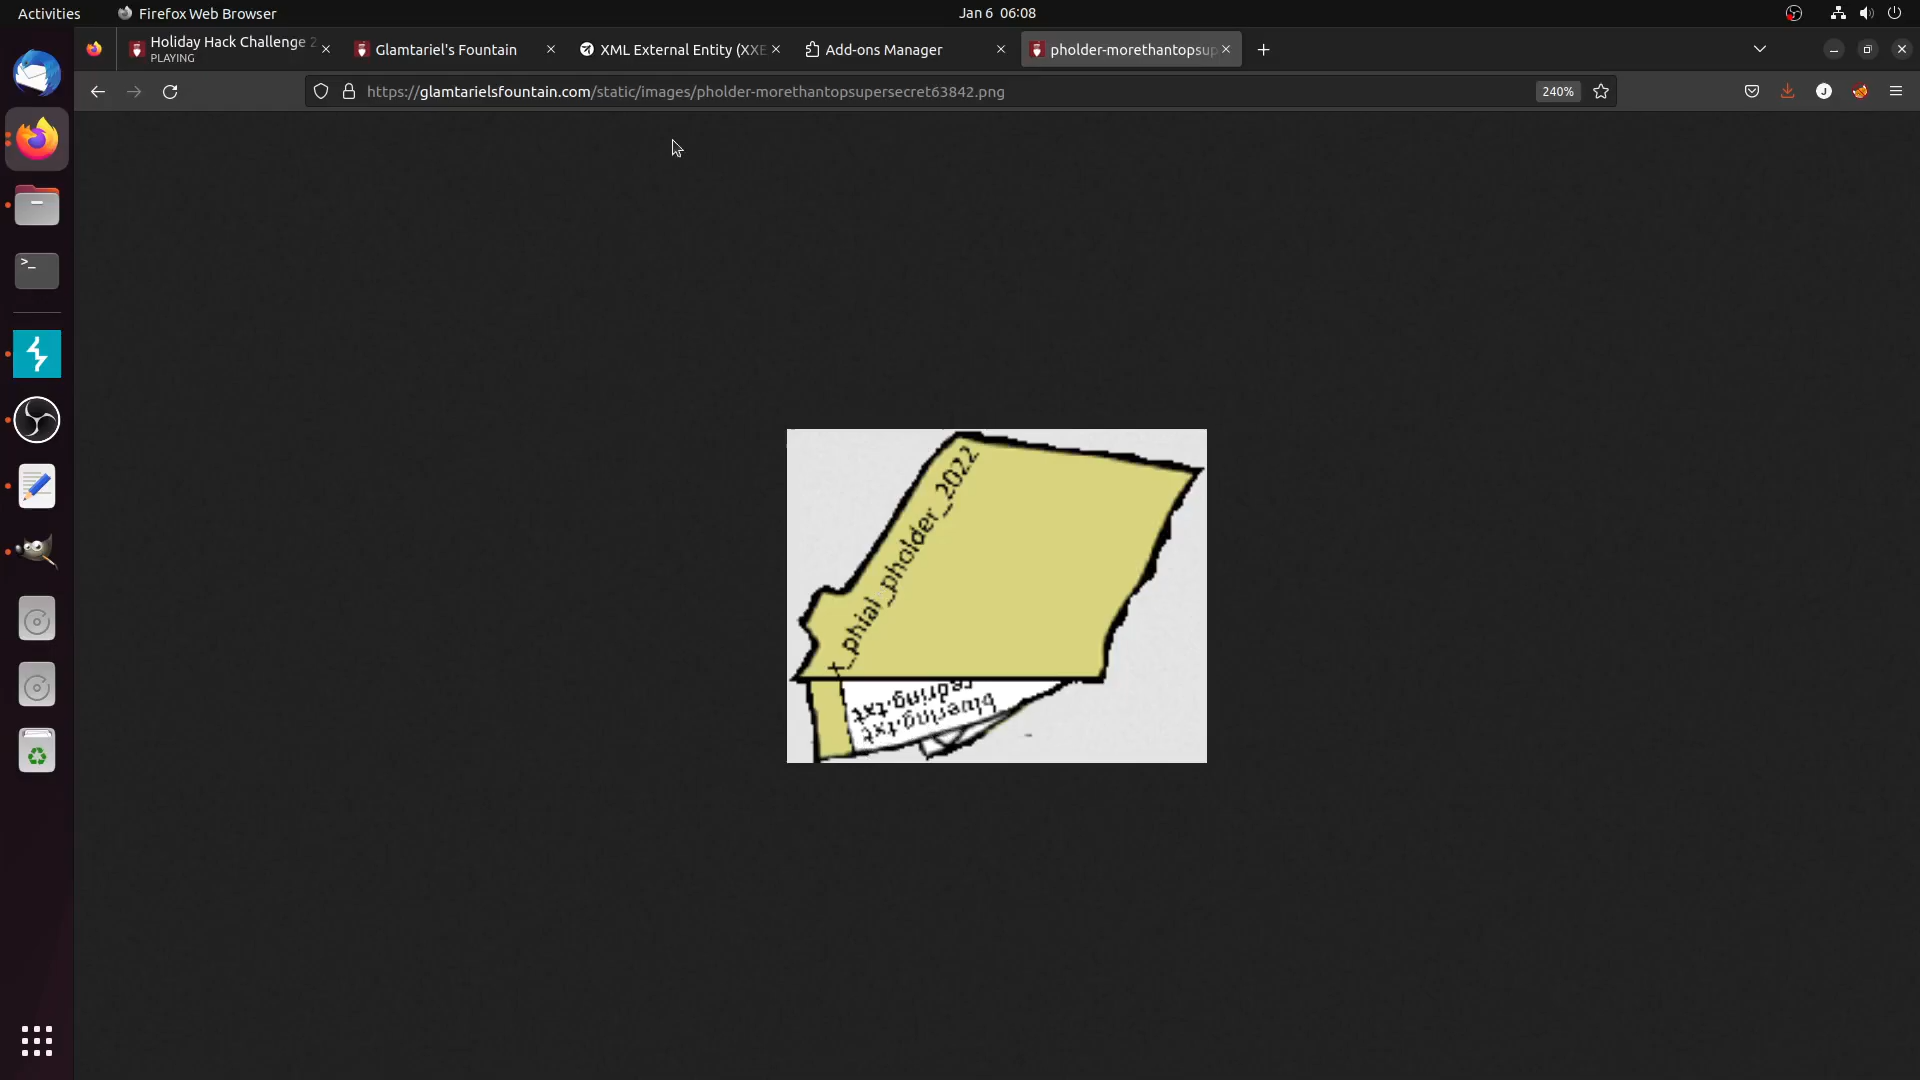 Activities
Firefox Web Browser
Jan 6 06:08
Holiday Hack Challenge 2
PLAYING
Glamtariel's Fountain
XML External Entity (XXE
Add-ons Manager
pholder-morethantopsup
https://glamtarielsfountain.com/static/images/pholder-morethantopsupersecret63842.png
240%
J
x_phial_pholder_2022
redring.txt
bluering.txt